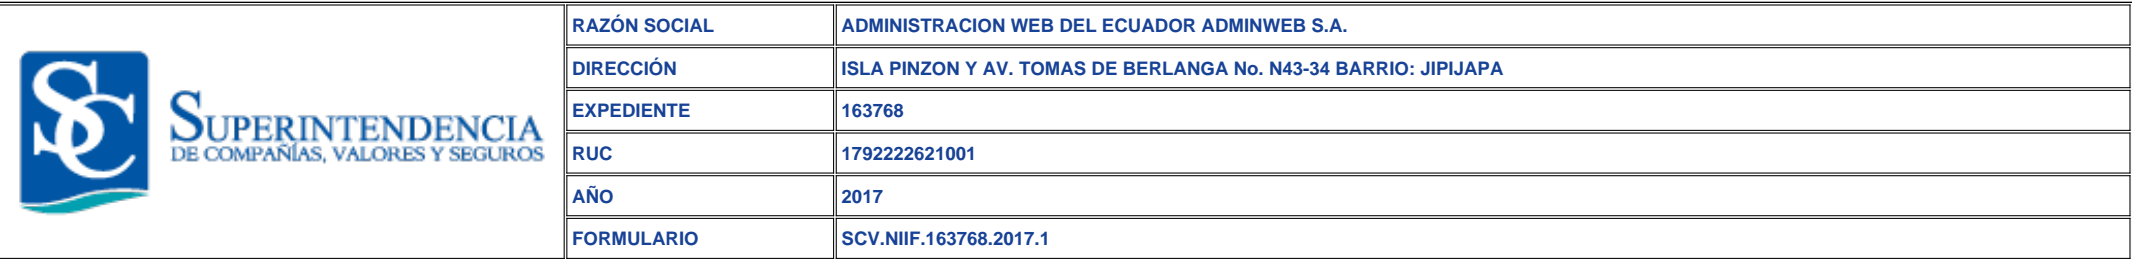 SC
SUPERINTENDENCIA
DE COMPAÑÍAS, VALORES Y SEGUROS
RAZÓN SOCIAL ADMINISTRACION WEB DEL ECUADOR ADMINWEB S.A.
DIRECCIÓN ISLA PINZON Y AV. TOMAS DE BERLANGA No. N43-34 BARRIO: JIPIJAPA
EXPEDIENTE 163768
RUC 1792222621001
AÑO 2017
FORMULARIO SCV.NIIF.163768.2017.1